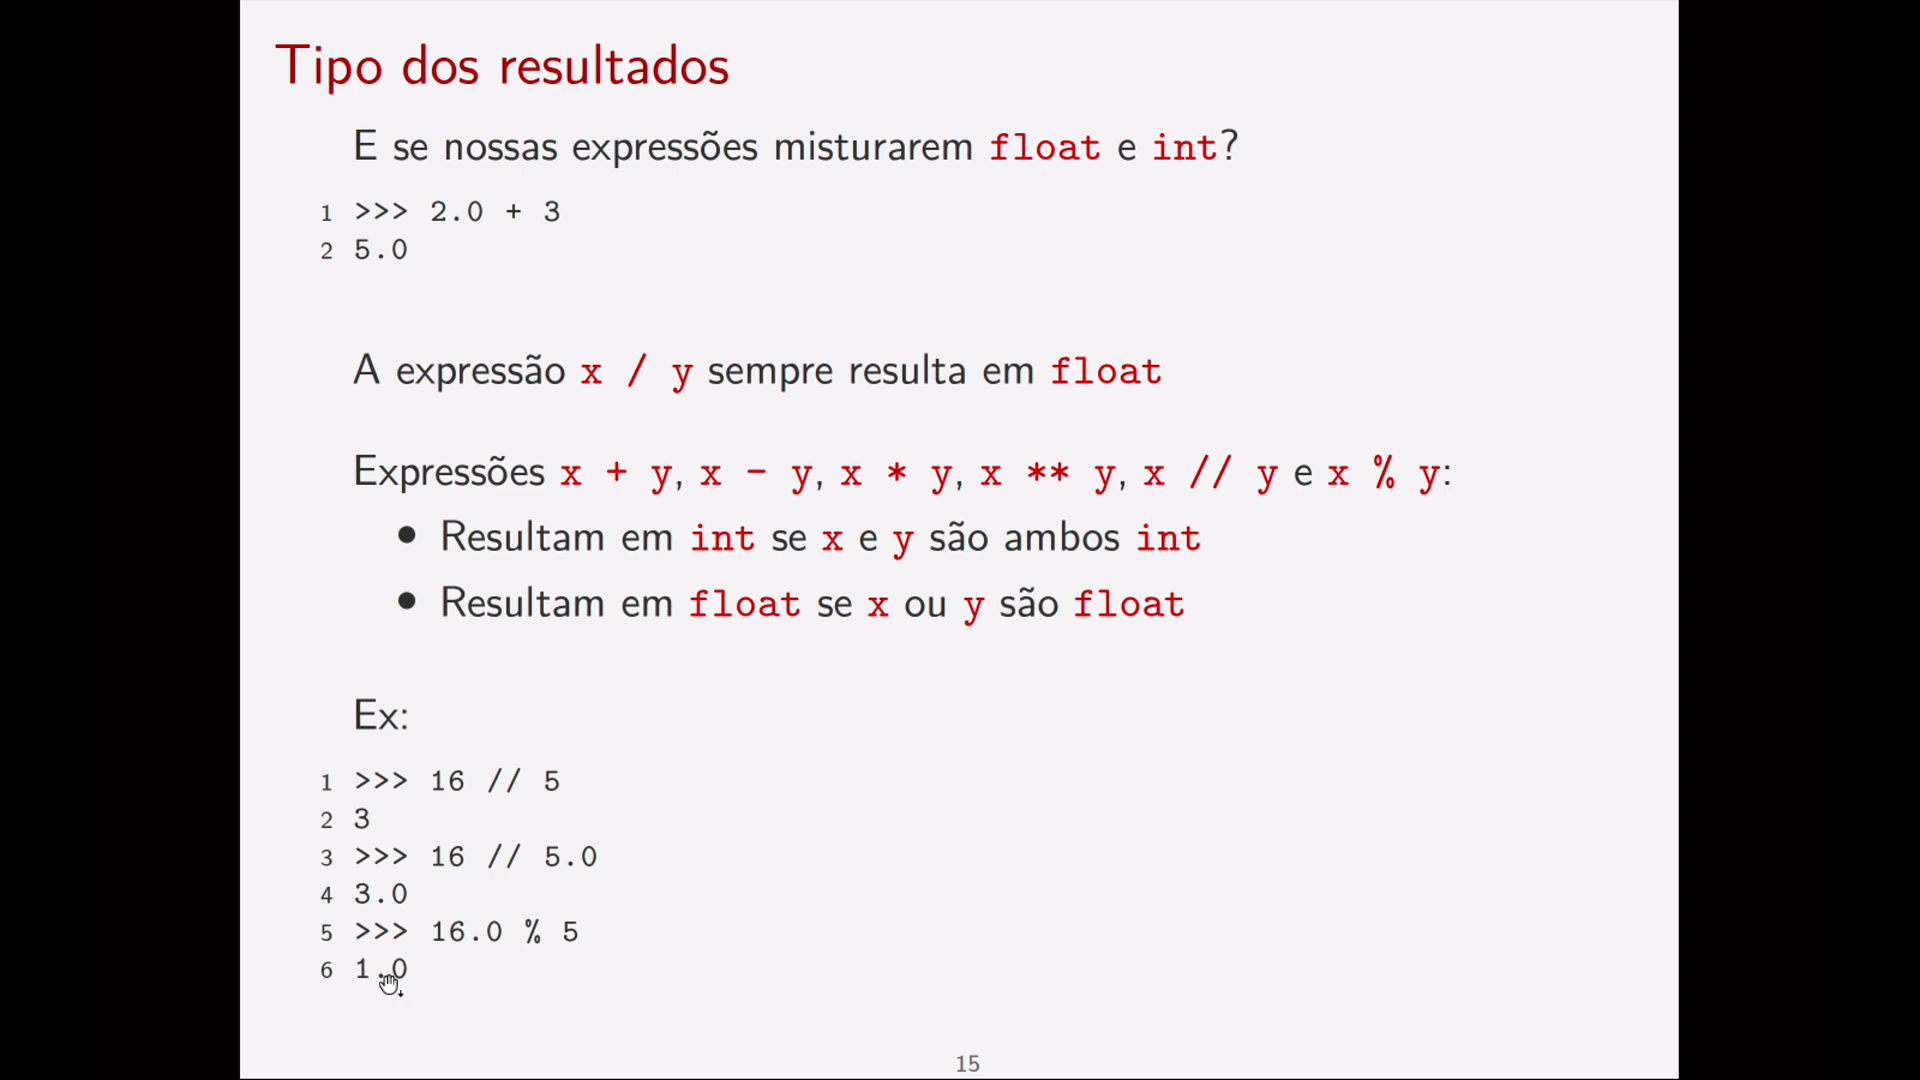 Tipo dos resultados
E se nossas expressões misturarem float e int?
1 >>> 2.0 + 3
2 5.0
A expressão x / y sempre resulta em float
Expressões x + y, x - y, x * y, x ** y, x // y e x % y:
• Resultam em int se x e y são ambos int
• Resultam em float se x ou y são float
Ex:
1 >>> 16 // 5
2 3
3 >>> 16 // 5.0
4 3.0
5 >>> 16.0 % 5
6 1.0
15